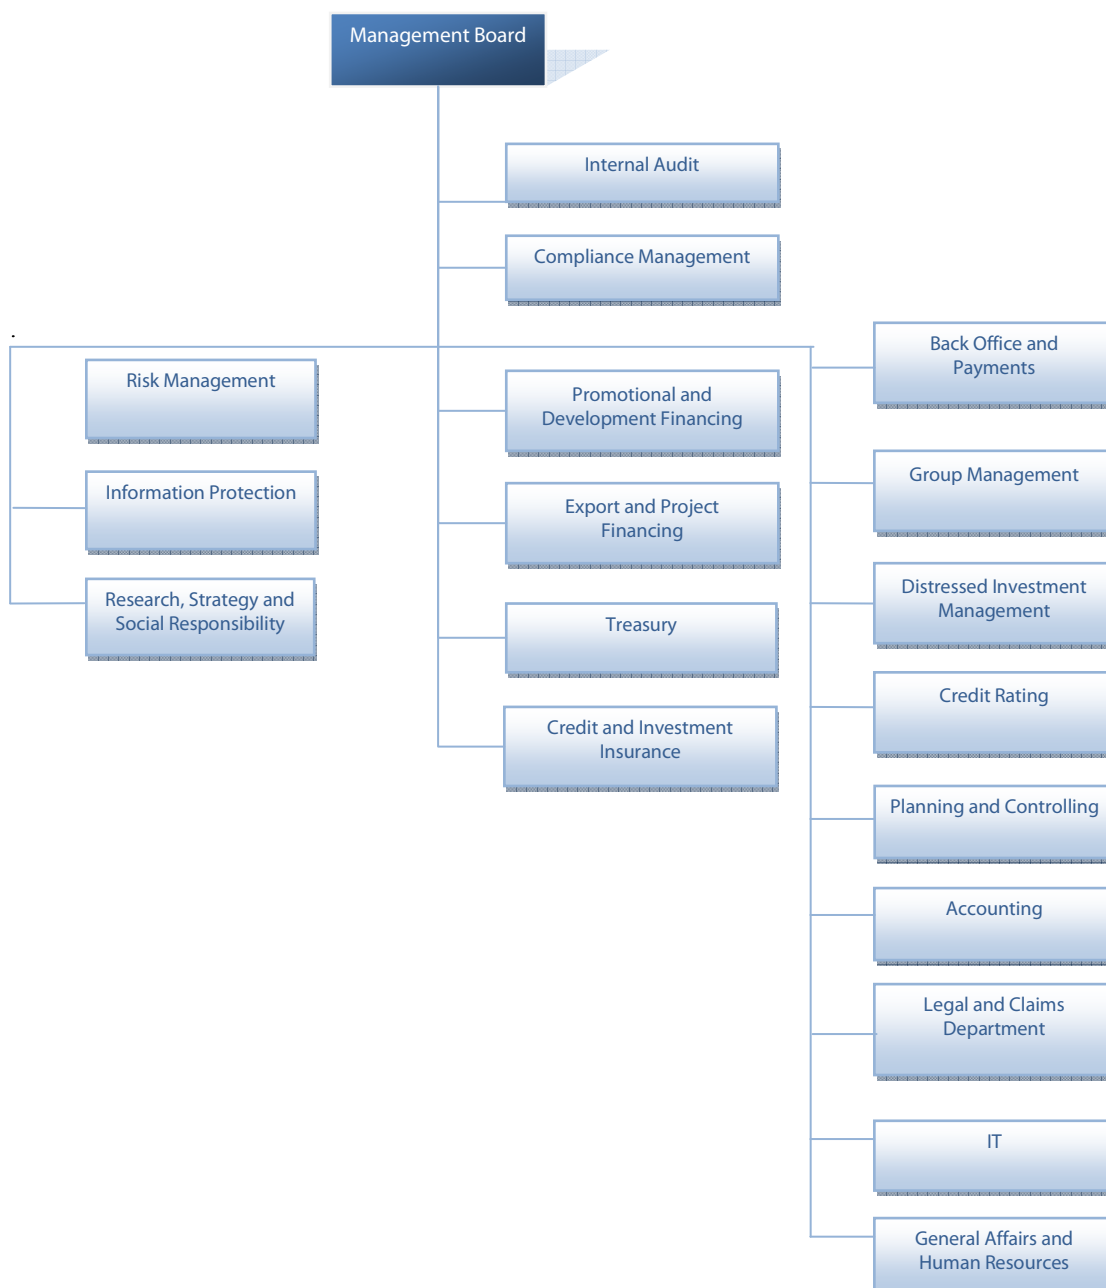 Management Board
Internal Audit
Compliance Management
.
Risk Management
Information Protection
Research, Strategy and
Social Responsibility
Promotional and
Development Financing
Export and Project
Financing
Treasury
Credit and Investment
Insurance
Back Office and
Payments
Group Management
Distressed Investment
Management
Credit Rating
Planning and Controlling
Accounting
Legal and Claims
Department
IT
General Affairs and
Human Resources